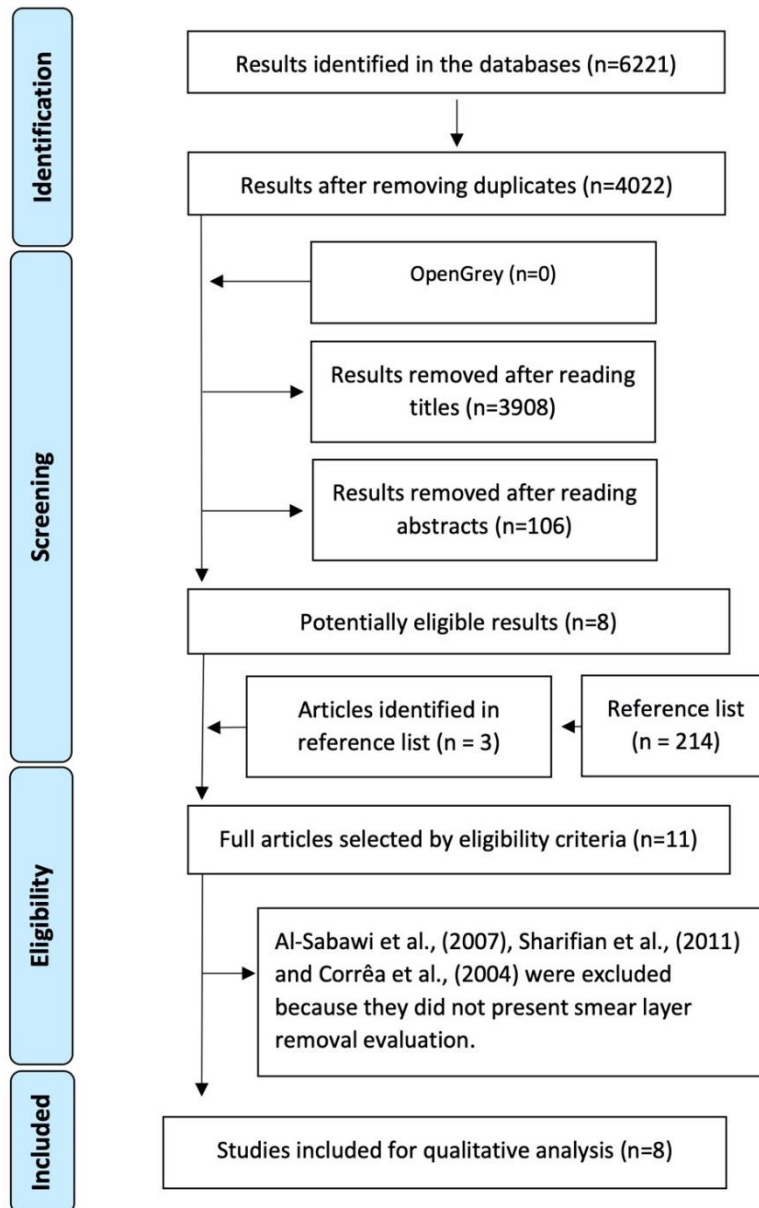 Identification
Results identified in the databases (n=6221)
Results after removing duplicates (n=4022)
Screening
OpenGrey (n=0)
Results removed after reading
titles (n=3908)
Results removed after reading
abstracts (n=106)
Potentially eligible results (n=8)
Articles identified in
reference list (n = 3)
Reference list
(n = 214)
Eligibility
Full articles selected by eligibility criteria (n=11)
Al-Sabawi et al., (2007), Sharifian et al., (2011)
and Corrêa et al., (2004) were excluded
because they did not present smear layer
removal evaluation.
Included
Studies included for qualitative analysis (n=8)